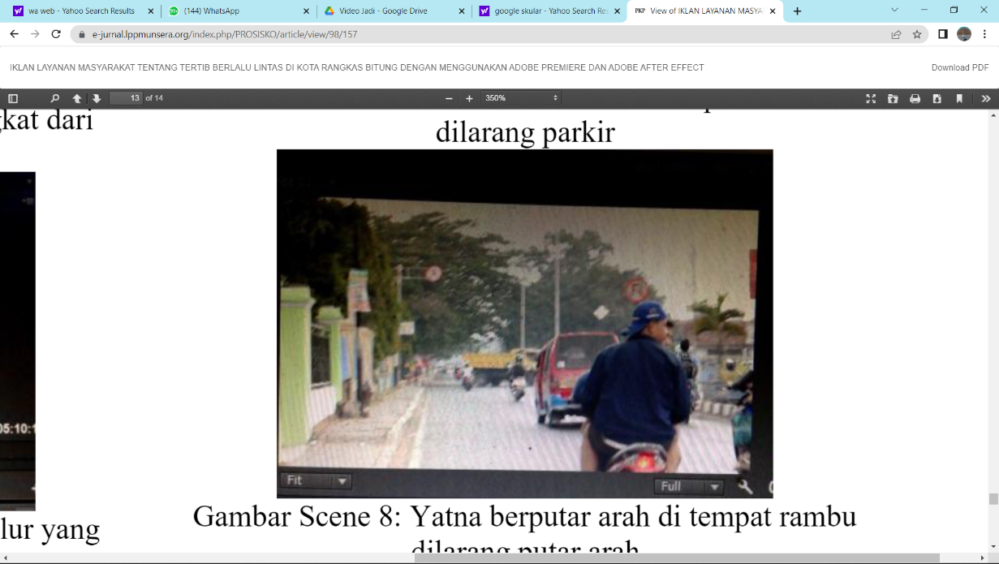 wa web - Yahoo Search Results
(144) WhatsApp
Video Jadi - Google Drive
google skular - Yahoo Search Res
PKP View of IKLAN LAYANAN MASYA
e-jurnal.lppmunsera.org/index.php/PROSISKO/article/view/98/157
IKLAN LAYANAN MASYARAKAT TENTANG TERTIB BERLALU LINTAS DI KOTA RANGKAS BITUNG DENGAN MENGGUNAKAN ADOBE PREMIERE DAN ADOBE AFTER EFFECT
Download PDF
13 of 14
350%
kat dari
dilarang parkir
05:10:1
Fit
Full
Gambar Scene 8: Yatna berputar arah di tempat rambu
lur yang
dilarang putar arah